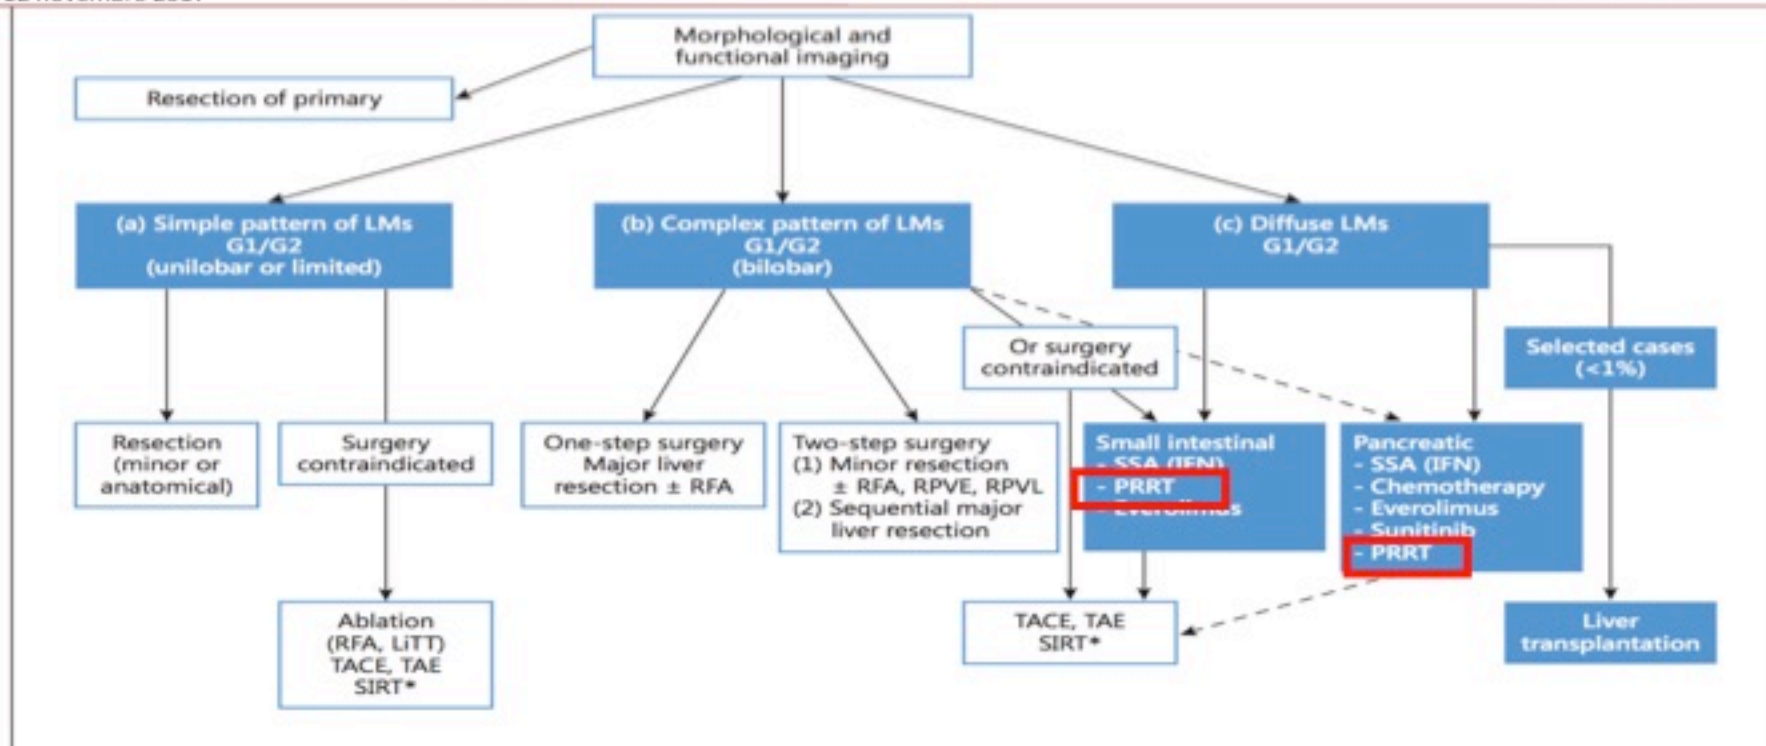 Morphological and
functional imaging
Resection of primary
(a) Simple pattern of LMs
G1/G2
(unilobar or limited)
(b) Complex pattern of LMs
G1/G2
(bilobar)
(c) Diffuse LMs
G1/G2
Or surgery
contraindicated
Selected cases
(<1%)
Resection
(minor or
anatomical)
Surgery
contraindicated
One-step surgery
Major liver
resection ± RFA
Two-step surgery
(1) Minor resection
± RFA, RPVE, RPVL
(2) Sequential major
liver resection
Small intestinal
- SSA (IFN)
- PRRT
- Everolimus
Pancreatic
- SSA (IFN)
- Chemotherapy
- Everolimus
- Sunitinib
- PRRT
Ablation
(RFA, LiTT)
TACE, TAE
SIRT*
TACE, TAE
SIRT*
Liver
transplantation